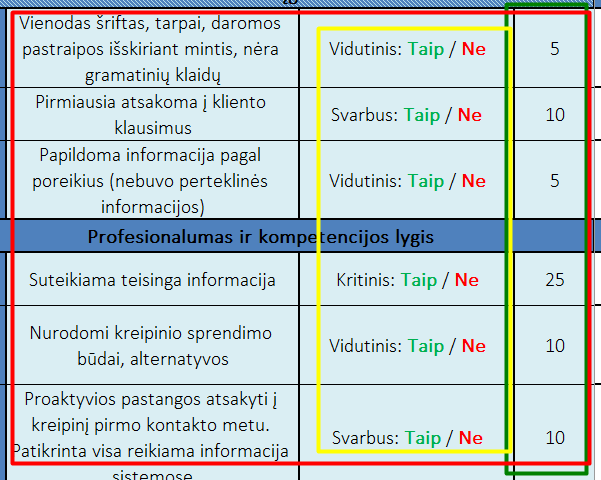 Vienodas šriftas, tarpai, daromos
pastraipos išskiriant mintis, nėra
gramatinių klaidų
Vidutinis: Taip / Ne
5
Pirmiausia atsakoma į kliento
klausimus
Svarbus: Taip / Ne
10
Papildoma informacija pagal
poreikius (nebuvo perteklinės
informacijos)
Vidutinis: Taip / Ne
5
Profesionalumas ir kompetencijos lygis
Suteikiama teisinga informacija
Kritinis: Taip / Ne
25
Nurodomi kreipinio sprendimo
būdai, alternatyvos
Vidutinis: Taip / Ne
10
Proaktyvios pastangos atsakyti į
kreipinį pirmo kontakto metu.
Patikrinta visa reikiama informacija
sistemose
Svarbus: Taip / Ne
10